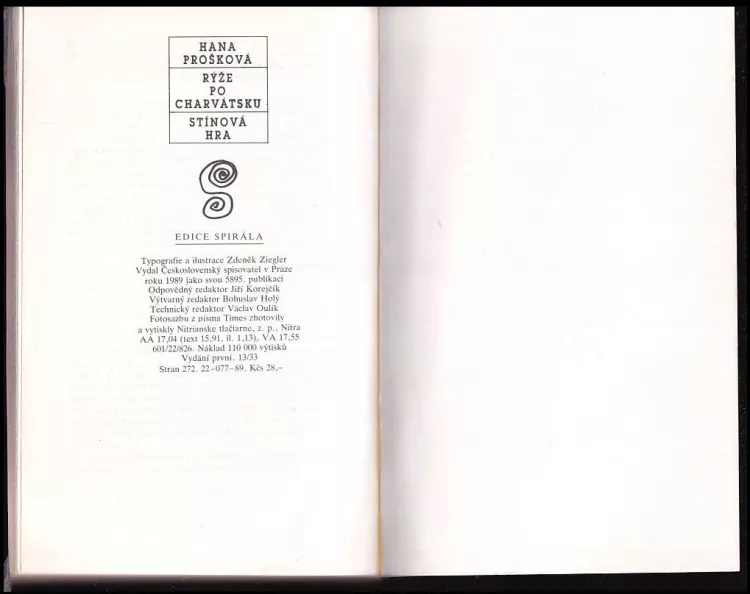 HANA
PROŠKOVÁ
RÝŽE
PO
CHARVÁTSKU
STÍNOVÁ
HRA
EDICE SPIRÁLA
Typografie a ilustrace Zdeněk Ziegler
Vydal Československý spisovatel v Praze
roku 1989 jako svou 5895. publikaci
Odpovědný redaktor Jiří Korejčík
Výtvarný redaktor Bohuslav Holý
Technický redaktor Václav Oulík
Fotosazbu z písma Times zhotovily
a vytiskly Nitrianske tlačiarne, z. p., Nitra
AA 17,04 (text 15,91, il. 1,13), VA 17,55
601/22/826. Náklad 110 000 výtisků
Vydání první. 13/33
Stran 272. 22–077–89. Kčs 28,–